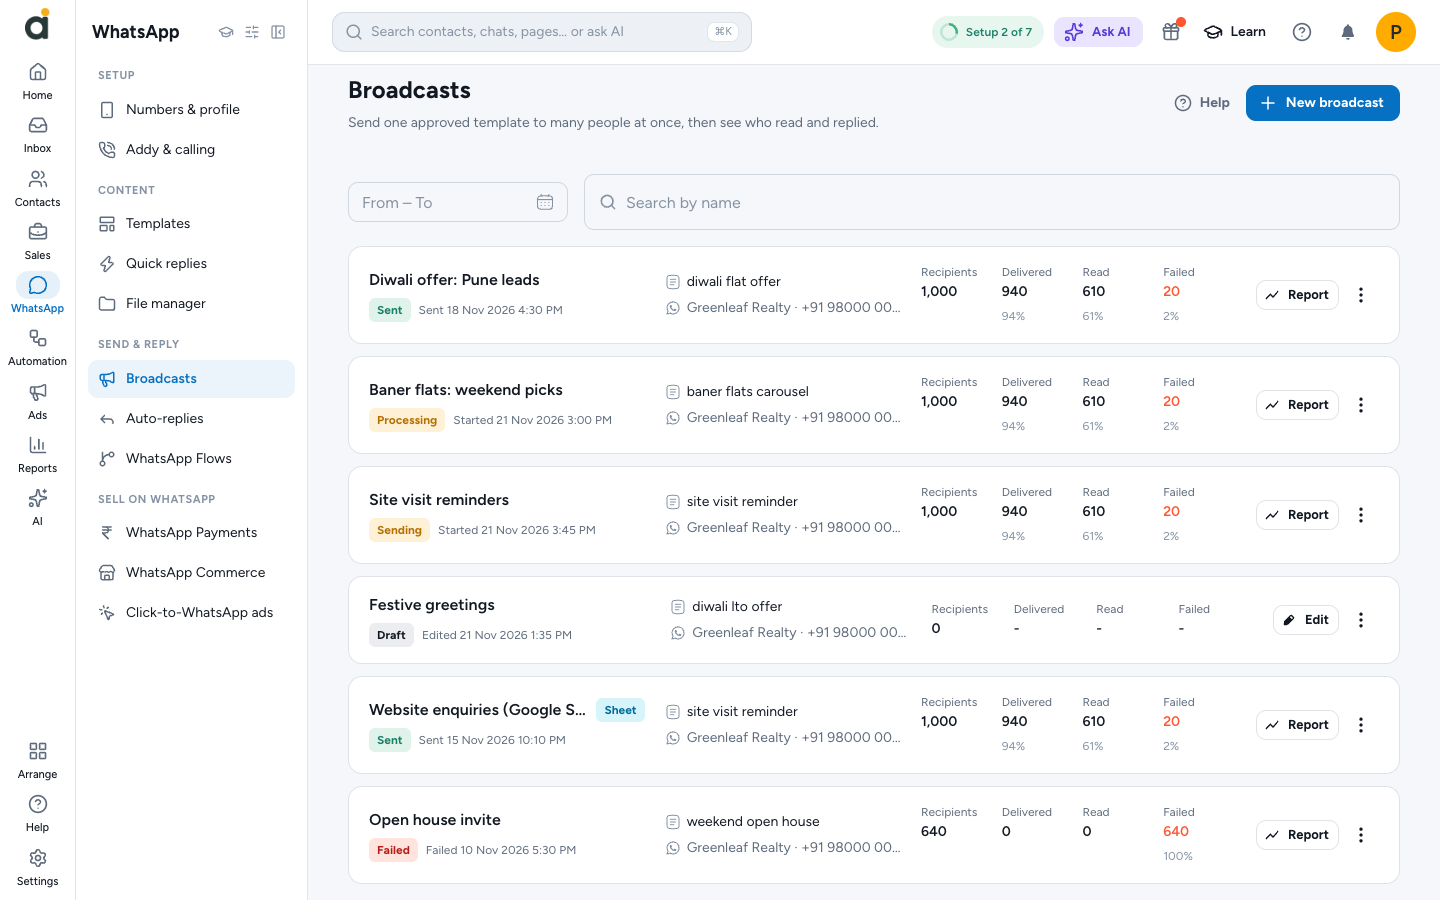 WhatsApp
Search contacts, chats, pages... or ask AI
⌘K
Setup 2 of 7
Ask AI
Learn
P
Home
Inbox
Contacts
Sales
WhatsApp
Automation
Ads
Reports
AI
Arrange
Help
Settings
SETUP
Numbers & profile
Addy & calling
CONTENT
Templates
Quick replies
File manager
SEND & REPLY
Broadcasts
Auto-replies
WhatsApp Flows
SELL ON WHATSAPP
WhatsApp Payments
WhatsApp Commerce
Click-to-WhatsApp ads
Broadcasts
Send one approved template to many people at once, then see who read and replied.
Help
New broadcast
From – To
Search by name
Diwali offer: Pune leads
Sent Sent 18 Nov 2026 4:30 PM
diwali flat offer
Greenleaf Realty · +91 98000 00...
Recipients Delivered Read Failed
1,000 940 610 20
94% 61% 2%
Report
Baner flats: weekend picks
Processing Started 21 Nov 2026 3:00 PM
baner flats carousel
Greenleaf Realty · +91 98000 00...
Recipients Delivered Read Failed
1,000 940 610 20
94% 61% 2%
Report
Site visit reminders
Sending Started 21 Nov 2026 3:45 PM
site visit reminder
Greenleaf Realty · +91 98000 00...
Recipients Delivered Read Failed
1,000 940 610 20
94% 61% 2%
Report
Festive greetings
Draft Edited 21 Nov 2026 1:35 PM
diwali lto offer
Greenleaf Realty · +91 98000 00...
Recipients Delivered Read Failed
0 - - -
Edit
Website enquiries (Google S... Sheet
Sent Sent 15 Nov 2026 10:10 PM
site visit reminder
Greenleaf Realty · +91 98000 00...
Recipients Delivered Read Failed
1,000 940 610 20
94% 61% 2%
Report
Open house invite
Failed Failed 10 Nov 2026 5:30 PM
weekend open house
Greenleaf Realty · +91 98000 00...
Recipients Delivered Read Failed
640 0 0 640
100%
Report